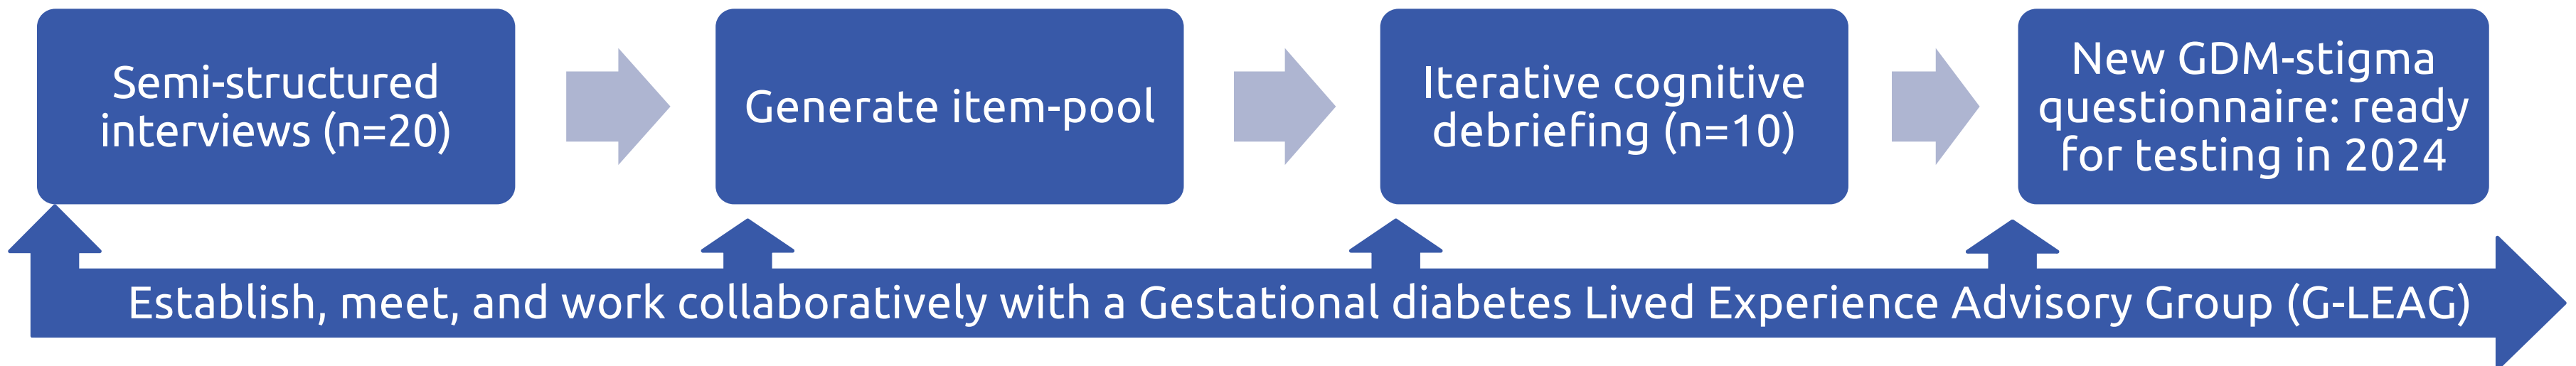 Semi-structured
interviews (n=20)
Generate item-pool
Iterative cognitive
debriefing (n=10)
New GDM-stigma
questionnaire: ready
for testing in 2024
Establish, meet, and work collaboratively with a Gestational diabetes Lived Experience Advisory Group (G-LEAG)